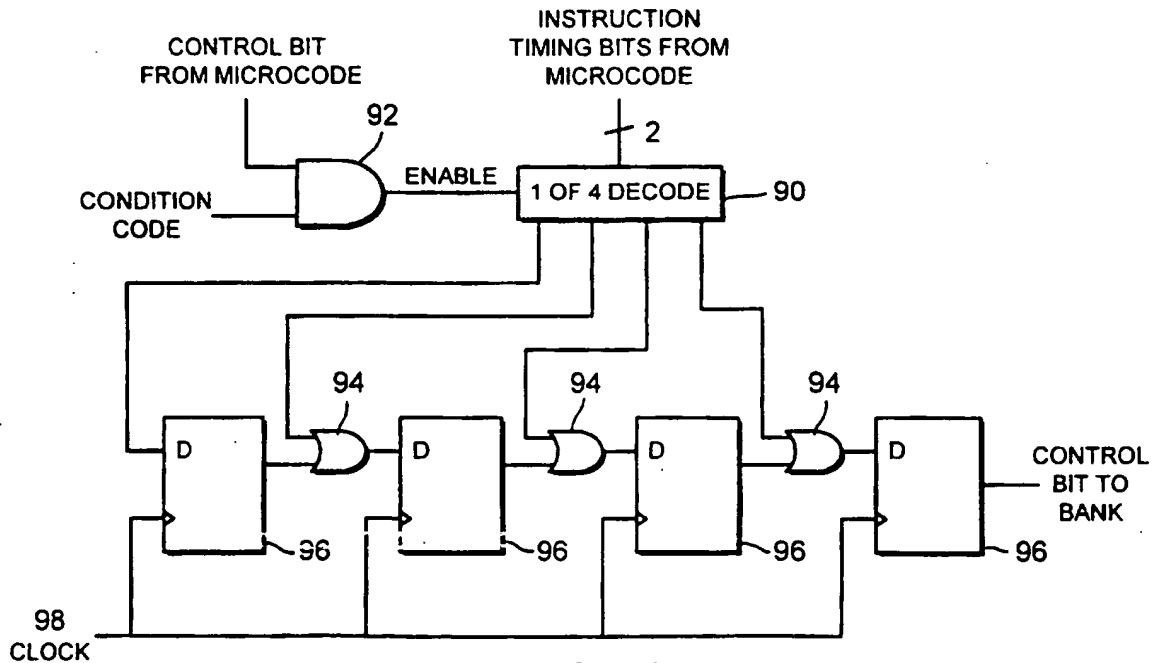 INSTRUCTION
TIMING BITS FROM
MICROCODE
CONTROL BIT
FROM MICROCODE
92
2
ENABLE
1 OF 4 DECODE
90
CONDITION
CODE
94
94
94
D
D
D
D
CONTROL
BIT TO
BANK
96
96
96
96
98
CLOCK